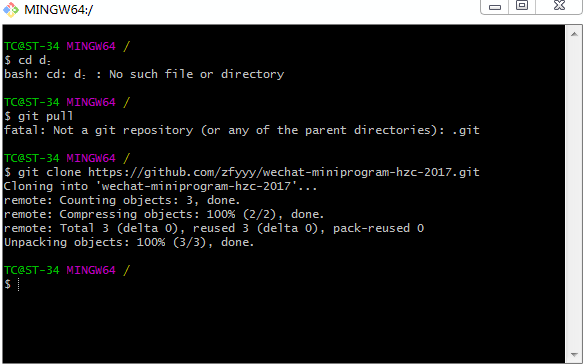 MINGW64:/
TC@ST-34 MINGW64 /
$ cd d:
bash: cd: d: : No such file or directory
TC@ST-34 MINGW64 /
$ git pull
fatal: Not a git repository (or any of the parent directories): .git
TC@ST-34 MINGW64 /
$ git clone https://github.com/zfyyy/wechat-miniprogram-hzc-2017.git
Cloning into 'wechat-miniprogram-hzc-2017'...
remote: Counting objects: 3, done.
remote: Compressing objects: 100% (2/2), done.
remote: Total 3 (delta 0), reused 3 (delta 0), pack-reused 0
Unpacking objects: 100% (3/3), done.
TC@ST-34 MINGW64 /
$